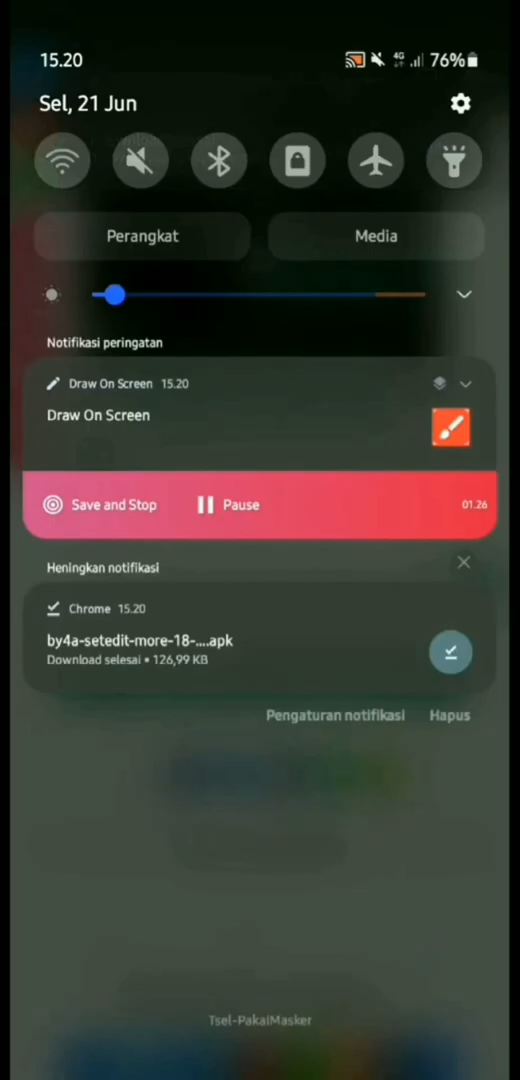 15.20 4G 76%
Sel, 21 Jun
Perangkat Media
Notifikasi peringatan
Draw On Screen 15.20
Draw On Screen
Save and Stop Pause 01.26
Heningkan notifikasi
Chrome 15.20
by4a-setedit-more-18-....apk
Download selesai • 126,99 KB
Pengaturan notifikasi Hapus
Tsel-PakaiMasker